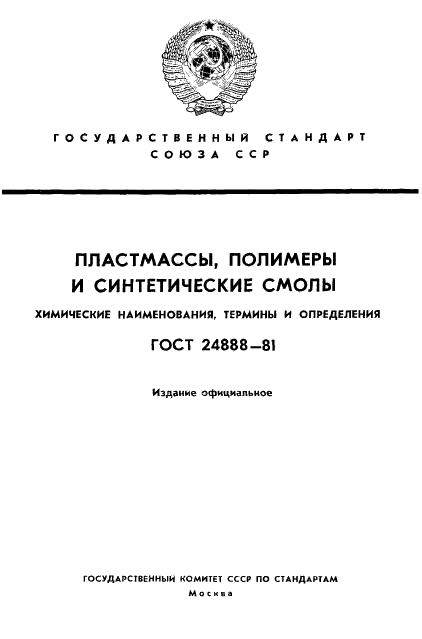 ГОСУДАРСТВЕННЫЙ СТАНДАРТ
СОЮЗА ССР
ПЛАСТМАССЫ, ПОЛИМЕРЫ
И СИНТЕТИЧЕСКИЕ СМОЛЫ
ХИМИЧЕСКИЕ НАИМЕНОВАНИЯ, ТЕРМИНЫ И ОПРЕДЕЛЕНИЯ
ГОСТ 24888—81
Издание официальное
ГОСУДАРСТВЕННЫЙ КОМИТЕТ СССР ПО СТАНДАРТАМ
Москва